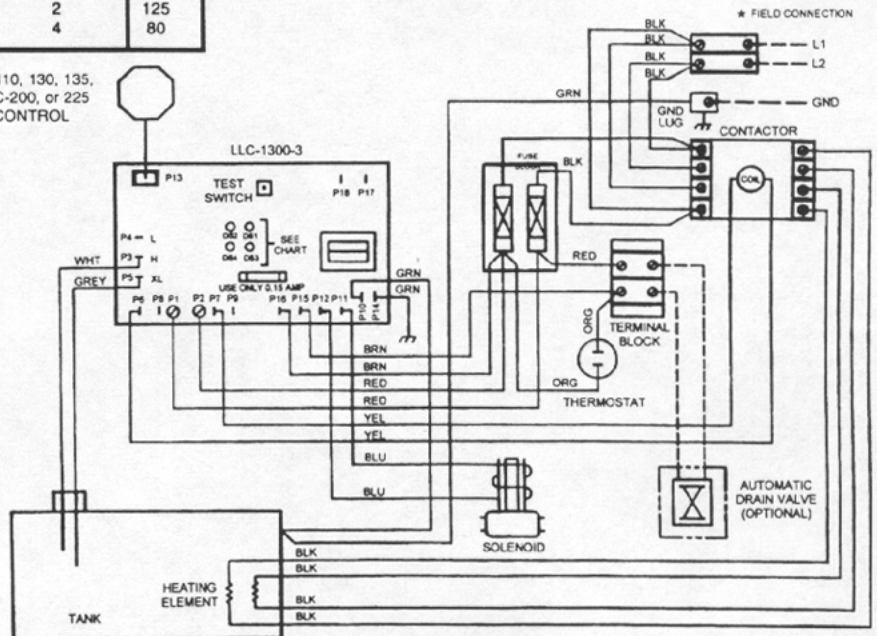 2 125
4 80
110, 130, 135,
C-200, or 225
CONTROL
★ FIELD CONNECTION
BLK
BLK
L1
BLK
L2
BLK
GRN
GND
GND
LUG
CONTACTOR
LLC-1300-3
P13
TEST
SWITCH
P18 P17
FUSE
BLK
COIL
P4 L
SEE
CHART
WHT
P3 H
GREY
P5 XL
USE ONLY 0.15 AMP
GRN
GRN
RED
P6 P8 P1 P2 P7 P9 P16 P15 P12 P11 P10 P14
ORG
TERMINAL
BLOCK
BRN
BRN
RED
ORG
THERMOSTAT
RED
YEL
YEL
BLU
BLU
SOLENOID
AUTOMATIC
DRAIN VALVE
(OPTIONAL)
BLK
BLK
HEATING
ELEMENT
BLK
BLK
TANK